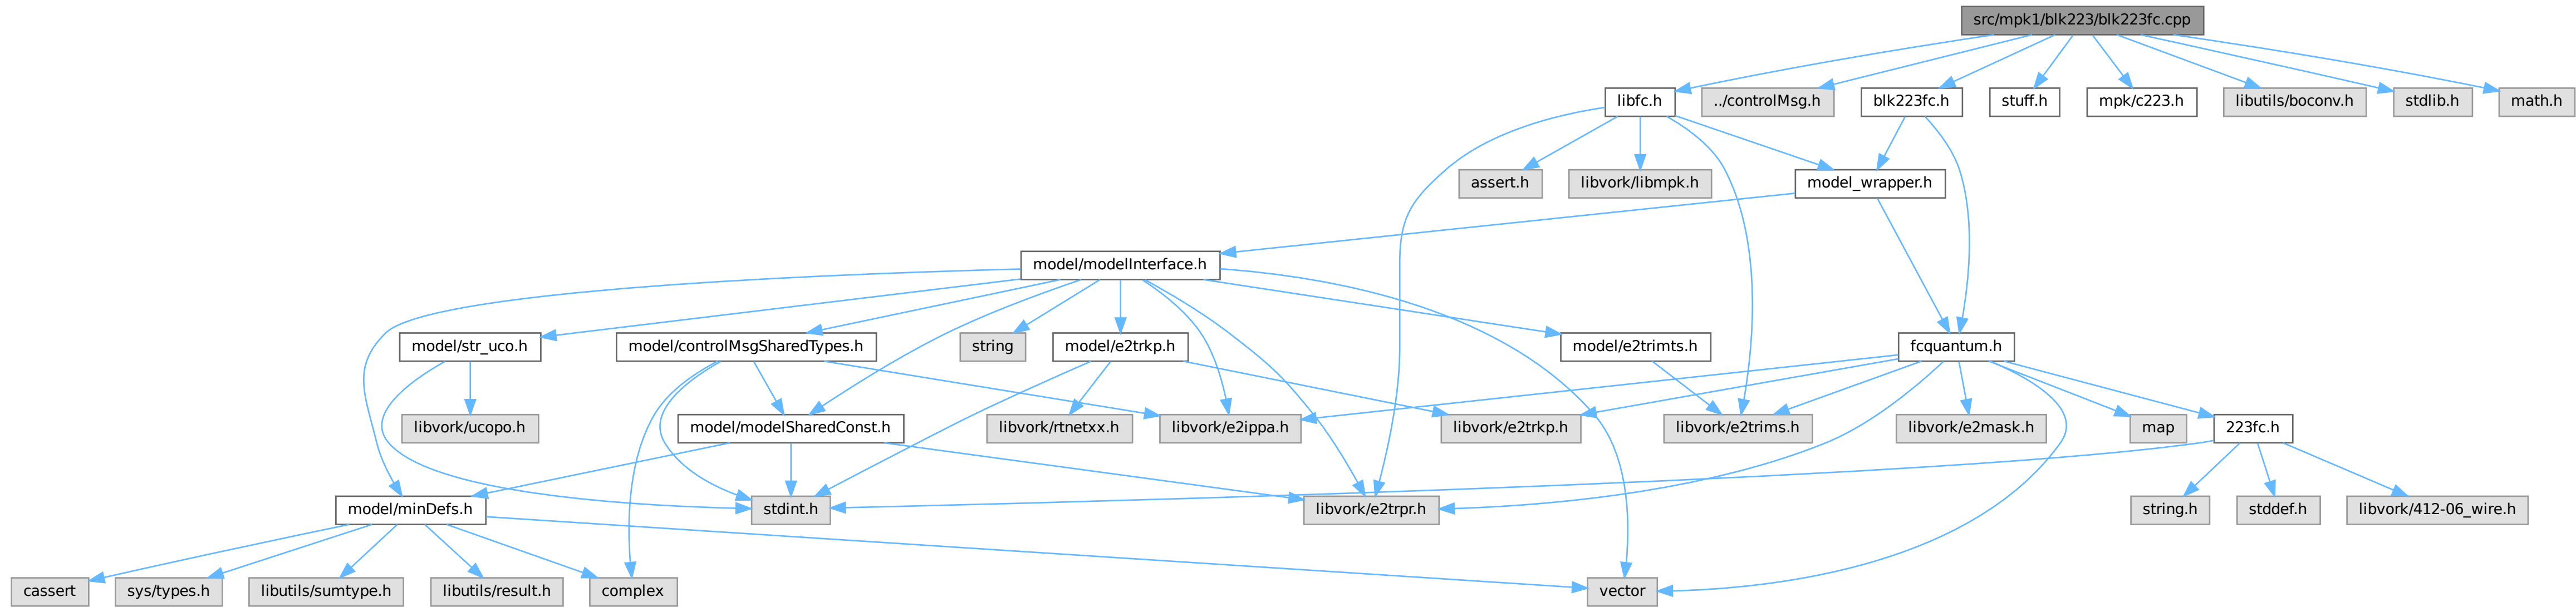 src/mpk1/blk223/blk223fc.cpp
libfc.h
../controlMsg.h
blk223fc.h
stuff.h
mpk/c223.h
libutils/boconv.h
stdlib.h
math.h
assert.h
libvork/libmpk.h
model_wrapper.h
model/modelInterface.h
model/str_uco.h
model/controlMsgSharedTypes.h
string
model/e2trkp.h
model/e2trimts.h
fcquantum.h
libvork/ucopo.h
model/modelSharedConst.h
libvork/rtnetxx.h
libvork/e2ippa.h
libvork/e2trkp.h
libvork/e2trims.h
libvork/e2mask.h
map
223fc.h
model/minDefs.h
stdint.h
libvork/e2trpr.h
string.h
stddef.h
libvork/412-06_wire.h
cassert
sys/types.h
libutils/sumtype.h
libutils/result.h
complex
vector